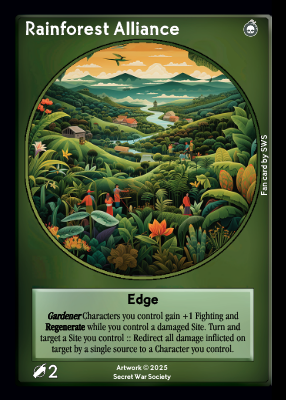 Rainforest Alliance
Fan card by SWS
Edge
Gardener Characters you control gain +1 Fighting and
Regenerate while you control a damaged Site. Turn and
target a Site you control :: Redirect all damage inflicted on
target by a single source to a Character you control.
2
Artwork © 2025
Secret War Society